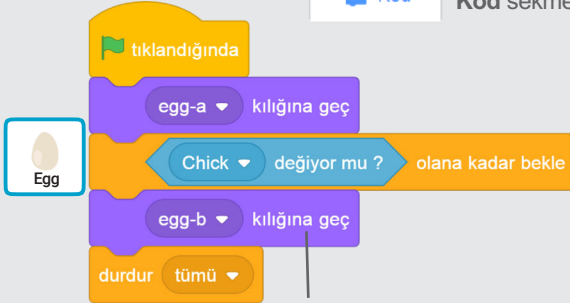 Kod sekme
tıklandığında
egg-a kılığına geç
Chick değiyor mu ? olana kadar bekle
Egg
egg-b kılığına geç
durdur tümü